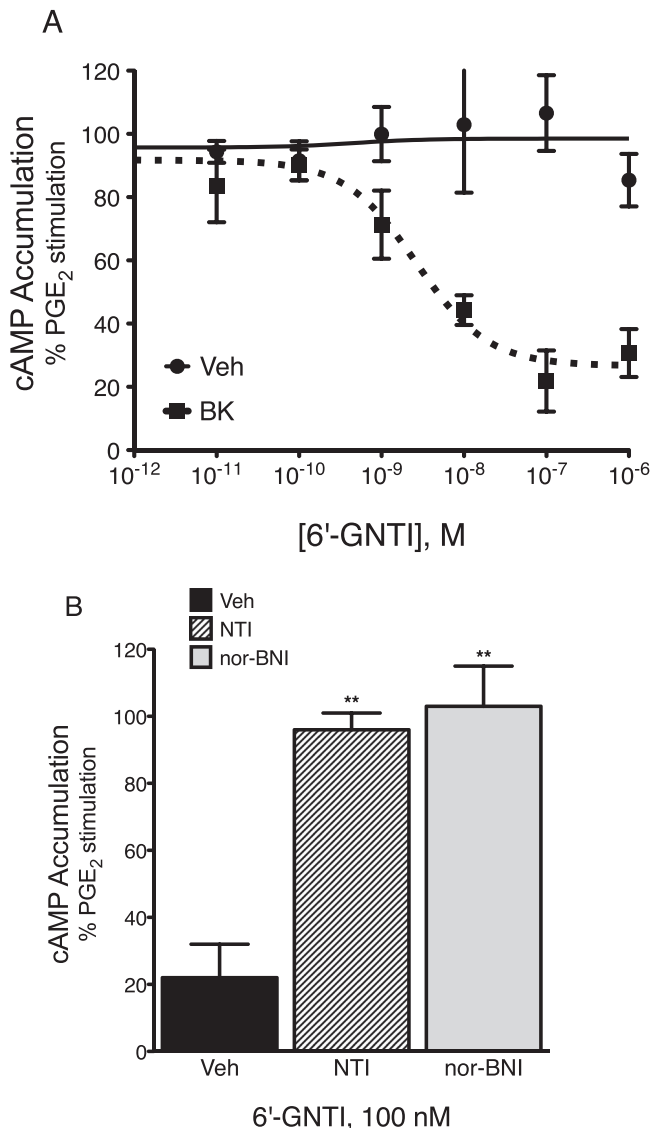 A
cAMP Accumulation
% PGE₂ stimulation
120
100
80
60
40
20
0
Veh
BK
10⁻¹² 10⁻¹¹ 10⁻¹⁰ 10⁻⁹ 10⁻⁸ 10⁻⁷ 10⁻⁶
[6'-GNTI], M
B
Veh
NTI
nor-BNI
cAMP Accumulation
% PGE₂ stimulation
120
100
80
60
40
20
0
** **
Veh NTI nor-BNI
6'-GNTI, 100 nM